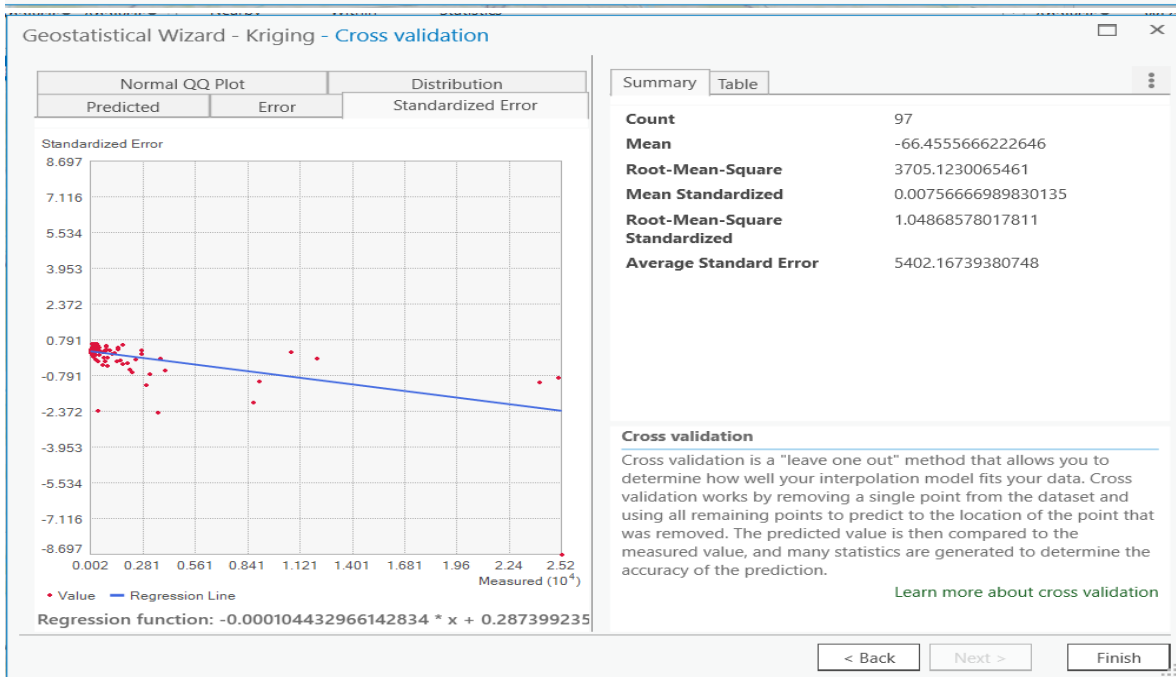 Geostatistical Wizard - Kriging - Cross validation
Normal QQ Plot
Distribution
Predicted
Error
Standardized Error
Standardized Error
8.697
7.116
5.534
3.953
2.372
0.791
-0.791
-2.372
-3.953
-5.534
-7.116
-8.697
0.002 0.281 0.561 0.841 1.121 1.401 1.681 1.96 2.24 2.52
Measured (10⁴)
Value
Regression Line
Regression function: -0.000104432966142834 * x + 0.287399235
Summary
Table
Count 97
Mean -66.4555666222646
Root-Mean-Square 3705.1230065461
Mean Standardized 0.00756666989830135
Root-Mean-Square 1.04868578017811
Standardized
Average Standard Error 5402.16739380748
Cross validation
Cross validation is a "leave one out" method that allows you to
determine how well your interpolation model fits your data. Cross
validation works by removing a single point from the dataset and
using all remaining points to predict to the location of the point that
was removed. The predicted value is then compared to the
measured value, and many statistics are generated to determine the
accuracy of the prediction.
Learn more about cross validation
< Back
Next >
Finish